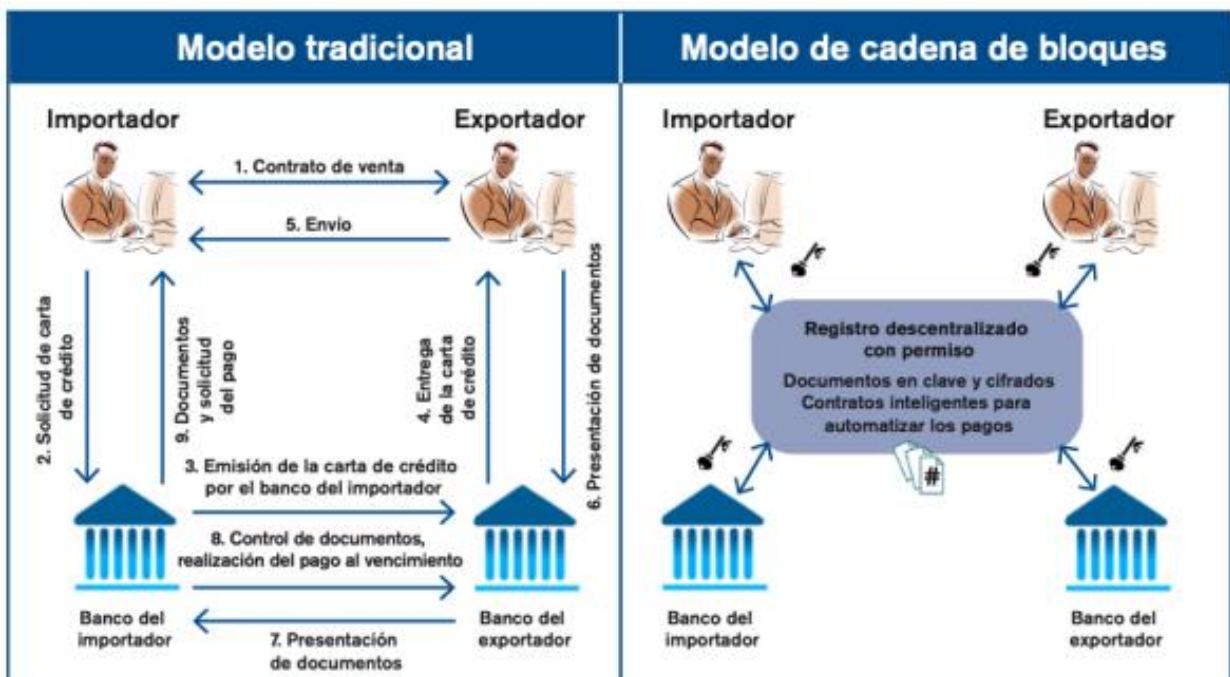 Modelo tradicional
Importador
Exportador
1. Contrato de venta
5. Envío
2. Solicitud de carta
de crédito
9. Documentos
y solicitud
del pago
4. Entrega
de la carta
de crédito
6. Presentación de documentos
3. Emisión de la carta de crédito
por el banco del importador
8. Control de documentos,
realización del pago al vencimiento
Banco del
importador
7. Presentación
de documentos
Banco del
exportador
Modelo de cadena de bloques
Importador
Exportador
Registro descentralizado
con permiso
Documentos en clave y cifrados
Contratos inteligentes para
automatizar los pagos
#
Banco del
importador
Banco del
exportador